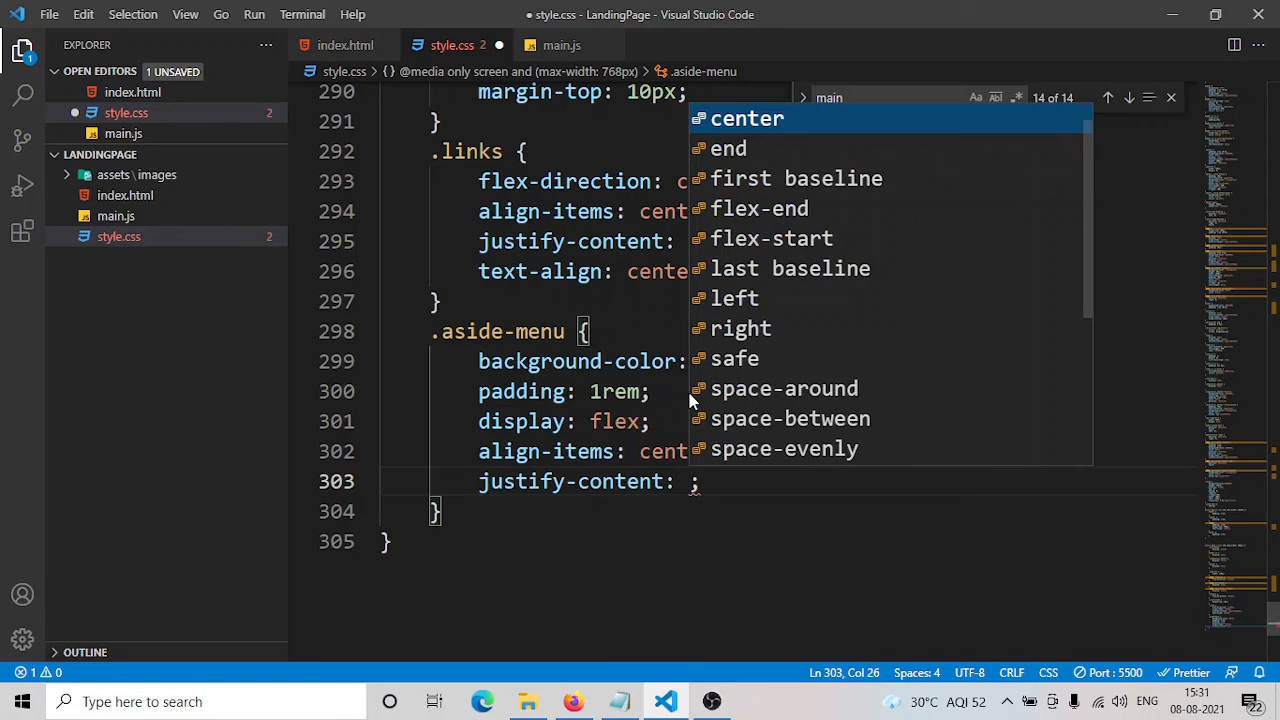 File Edit Selection View Go Run Terminal Help ● style.css - LandingPage - Visual Studio Code
EXPLORER
index.html
style.css 2
main.js
OPEN EDITORS 1 UNSAVED
index.html
style.css 2
main.js
LANDINGPAGE
assets \ images
index.html
main.js
style.css 2
OUTLINE
style.css > {} @media only screen and (max-width: 768px) > .aside-menu
main
Aa Ab .* 14 of 14
290 margin-top: 10px;
291 }
292 .links
flex-direction: c
294 align-items: cent
295 justify-content:
296 text-align: cente
297 }
298 .aside-menu {
299 background-color:
300 padding: 1rem;
301 display: flex;
302 align-items: cent
303 justify-content: ;
304 }
305 }
center
end
first baseline
flex-end
flex-start
last baseline
left
right
safe
space-around
space-between
space-evenly
1 0 Ln 303, Col 26 Spaces: 4 UTF-8 CRLF CSS Port : 5500 Prettier
Type here to search
30°C AQI 52
ENG
22:31
08-08-2021
22
1